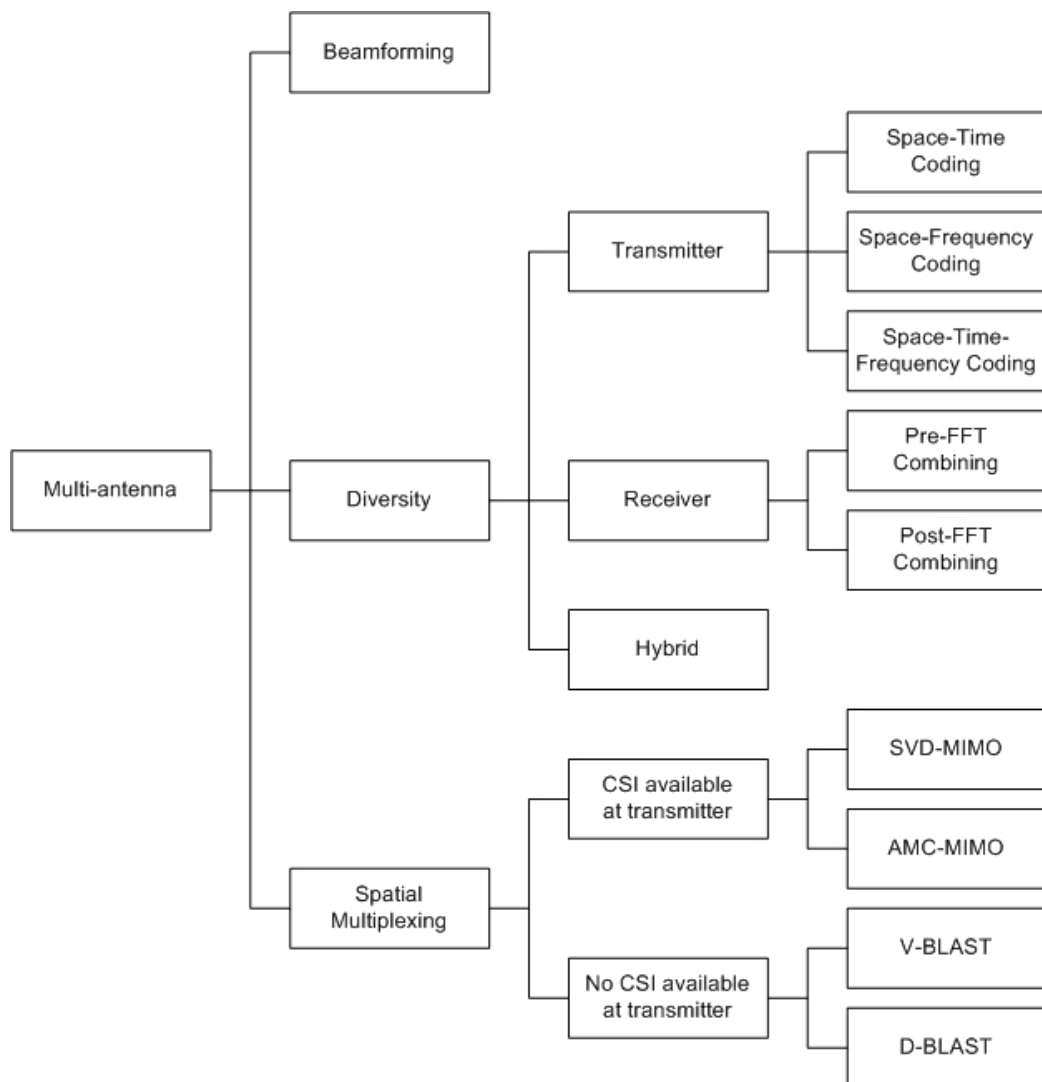 Beamforming
Space-Time
Coding
Transmitter
Space-Frequency
Coding
Space-Time-
Frequency Coding
Multi-antenna
Diversity
Receiver
Pre-FFT
Combining
Post-FFT
Combining
Hybrid
Spatial
Multiplexing
CSI available
at transmitter
SVD-MIMO
AMC-MIMO
No CSI available
at transmitter
V-BLAST
D-BLAST